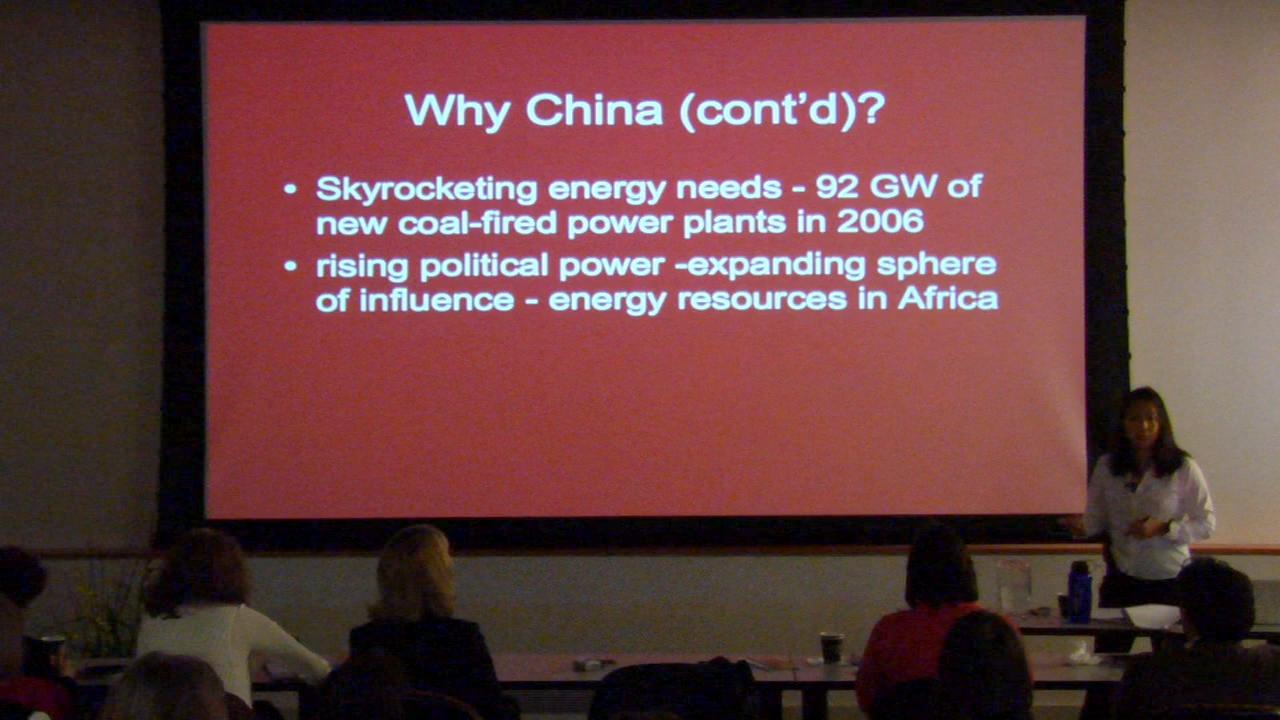 Why China (cont’d)?
• Skyrocketing energy needs - 92 GW of
new coal-fired power plants in 2006
• rising political power -expanding sphere
of influence - energy resources in Africa